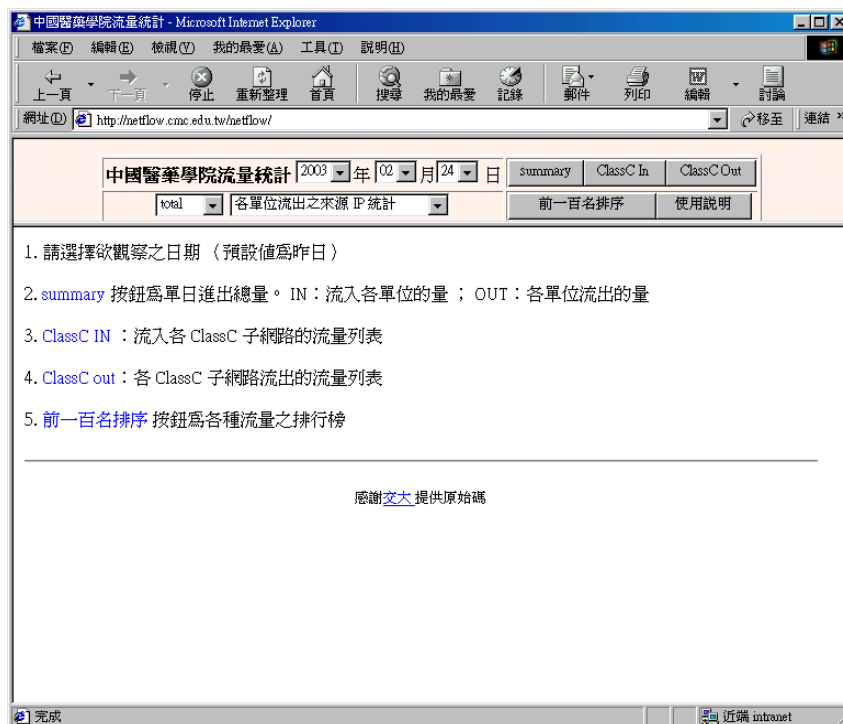 中國醫藥學院流量統計 - Microsoft Internet Explorer
檔案(F) 編輯(E) 檢視(V) 我的最愛(A) 工具(T) 說明(H)
上一頁 下一頁 停止 重新整理 首頁 搜尋 我的最愛 記錄 郵件 列印 編輯 討論
網址(D) http://netflow.cmc.edu.tw/netflow/ 移至 連結 »
中國醫藥學院流量統計 2003 年 02 月 24 日 summary ClassC In ClassC Out
total 各單位流出之來源 IP 統計 前一百名排序 使用說明
1. 請選擇欲觀察之日期 （預設值為昨日）
2. summary 按鈕為單日進出總量。 IN：流入各單位的量 ； OUT：各單位流出的量
3. ClassC IN ：流入各 ClassC 子網路的流量列表
4. ClassC out：各 ClassC 子網路流出的流量列表
5. 前一百名排序 按鈕為各種流量之排行榜
感謝交大 提供原始碼
完成 近端 intranet